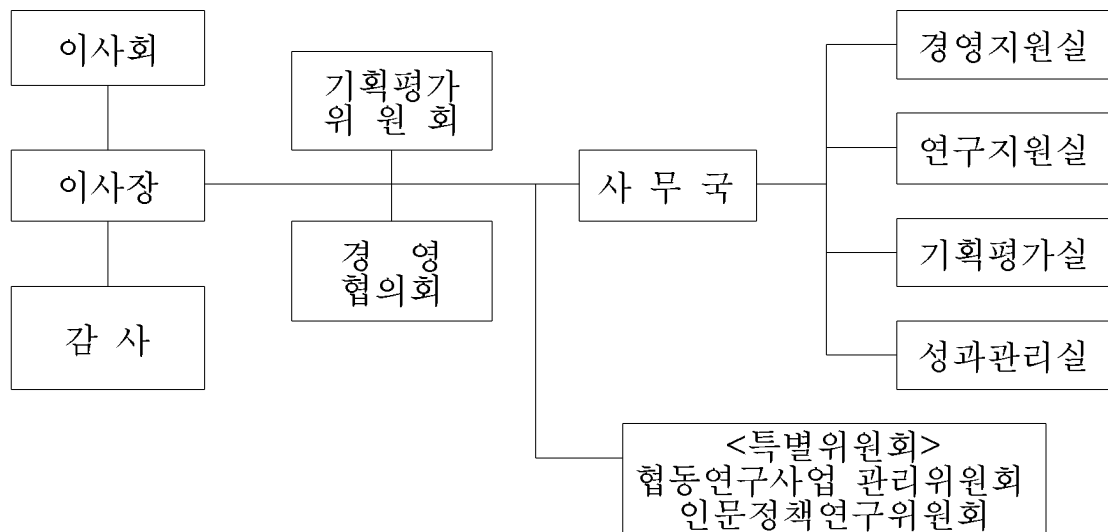 이사회
이사장
감 사
기획평가
위 원 회
경 영
협의회
사 무 국
경영지원실
연구지원실
기획평가실
성과관리실
<특별위원회>
협동연구사업 관리위원회
인문정책연구위원회